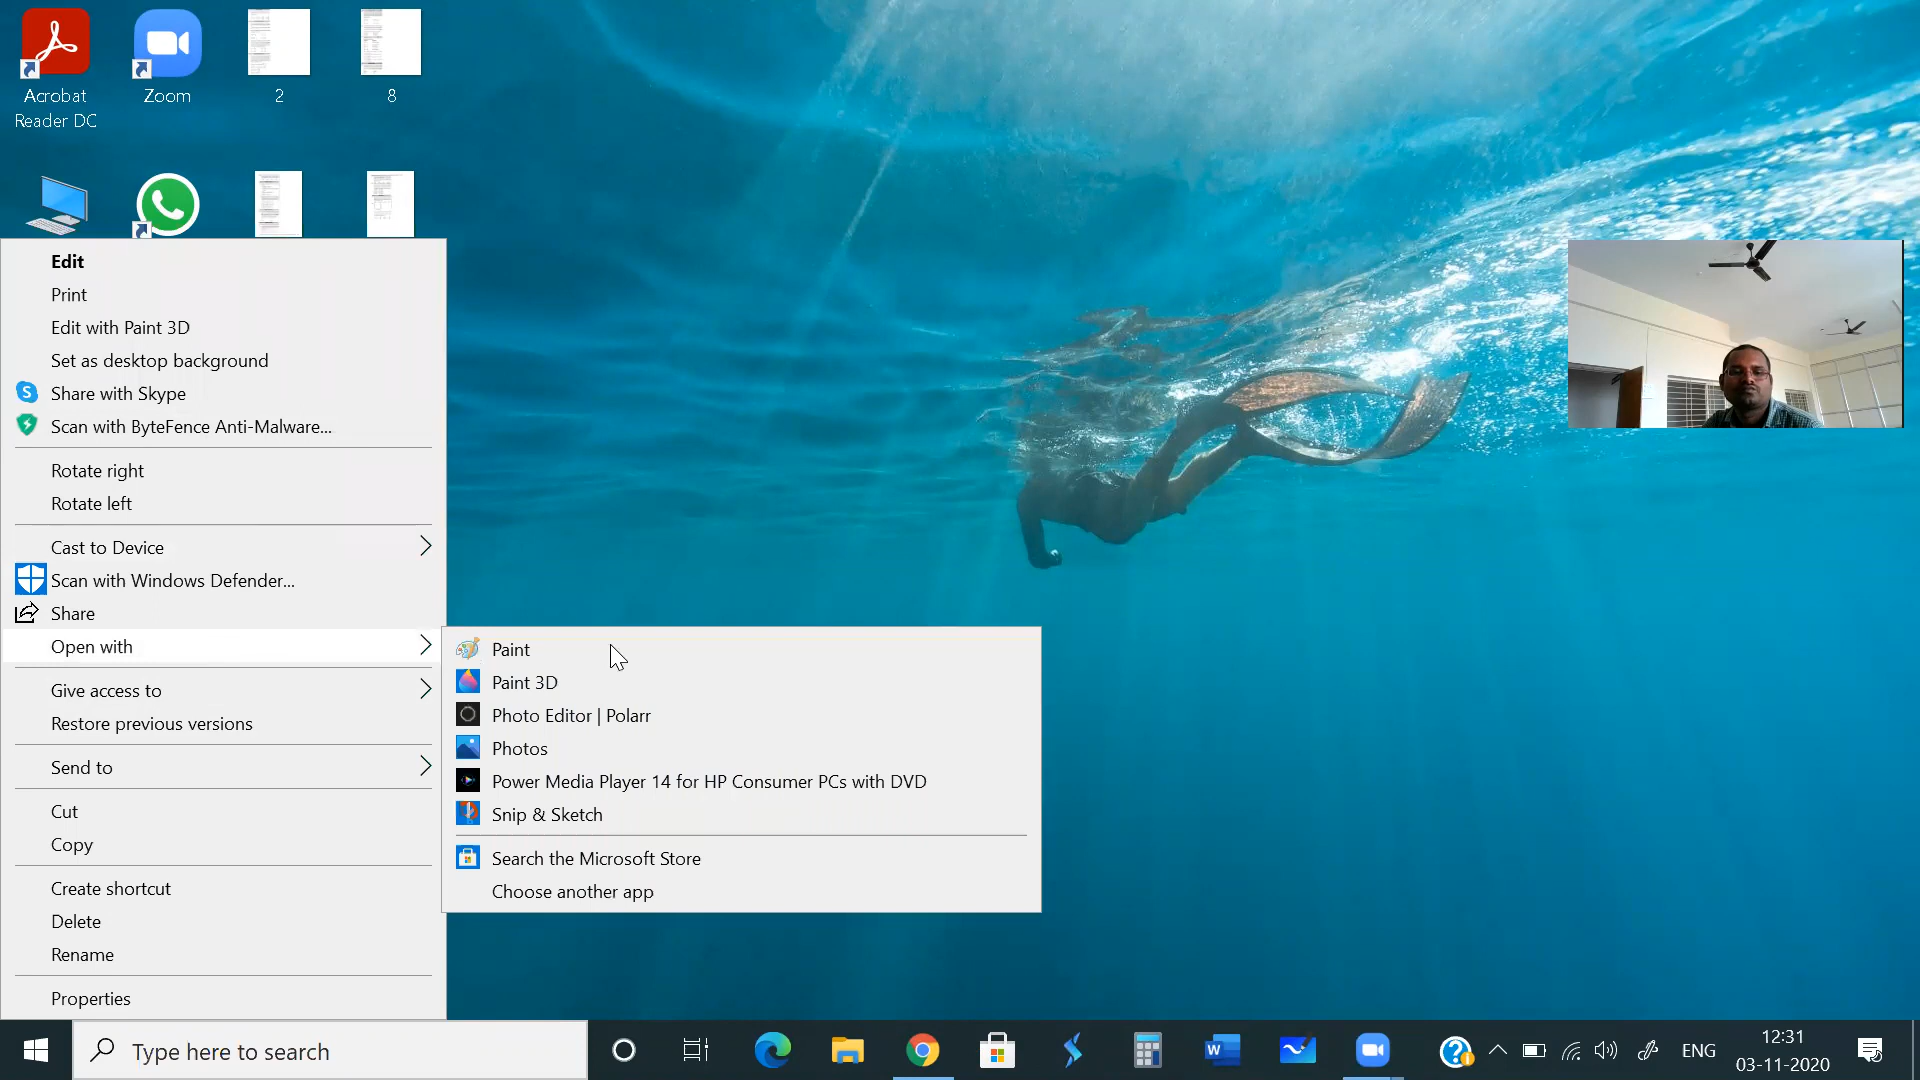 Acrobat
Reader DC
Zoom
2
8
Edit
Print
Edit with Paint 3D
Set as desktop background
Share with Skype
Scan with ByteFence Anti-Malware...
Rotate right
Rotate left
Cast to Device
Scan with Windows Defender...
Share
Open with
Give access to
Restore previous versions
Send to
Cut
Copy
Create shortcut
Delete
Rename
Properties
Paint
Paint 3D
Photo Editor | Polarr
Photos
Power Media Player 14 for HP Consumer PCs with DVD
Snip & Sketch
Search the Microsoft Store
Choose another app
Type here to search
ENG
12:31
03-11-2020